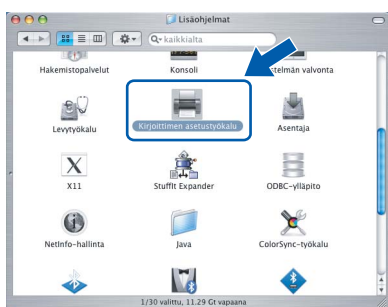 Lisäohjelmat
kaikkialta
Hakemistopalvelut Konsoli stelmän valvonta
Levytyökalu Kirjoittimen asetustyökalu Asentaja
X11 StuffIt Expander ODBC-ylläpito
NetInfo-hallinta Java ColorSync-työkalu
1/30 valittu, 11.29 Gt vapaana